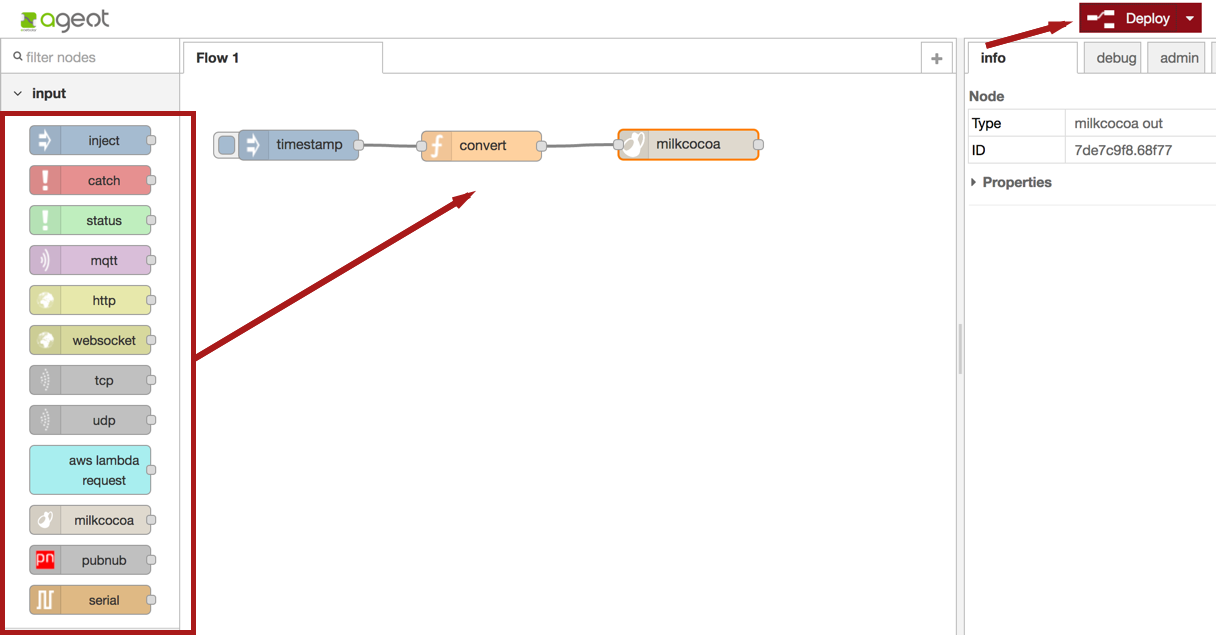 ageot
Deploy
filter nodes
Flow 1
+
info
debug
admin
input
Node
Type
milkcocoa out
ID
7de7c9f8.68f77
Properties
inject
catch
status
mqtt
http
websocket
tcp
udp
aws lambda
request
milkcocoa
pn
pubnub
serial
timestamp
f
convert
milkcocoa